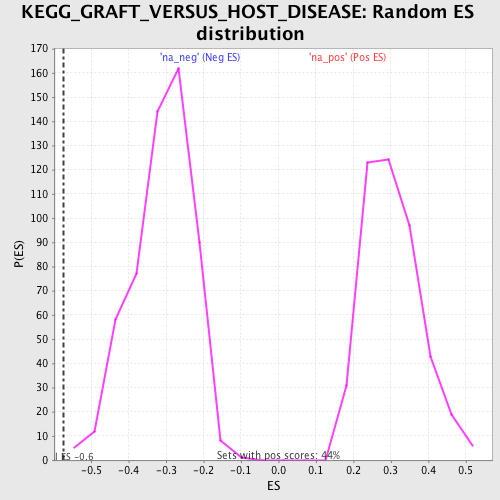 KEGG_GRAFT_VERSUS_HOST_DISEASE: Random ES
distribution
'na_neg' (Neg ES)
'na_pos' (Pos ES)
170
160
150
140
130
120
110
100
90
80
70
60
50
40
30
20
10
0
P(ES)
ES -0.6
Sets with pos scores: 44%
-0.5 -0.4 -0.3 -0.2 -0.1 0.0 0.1 0.2 0.3 0.4 0.5
ES